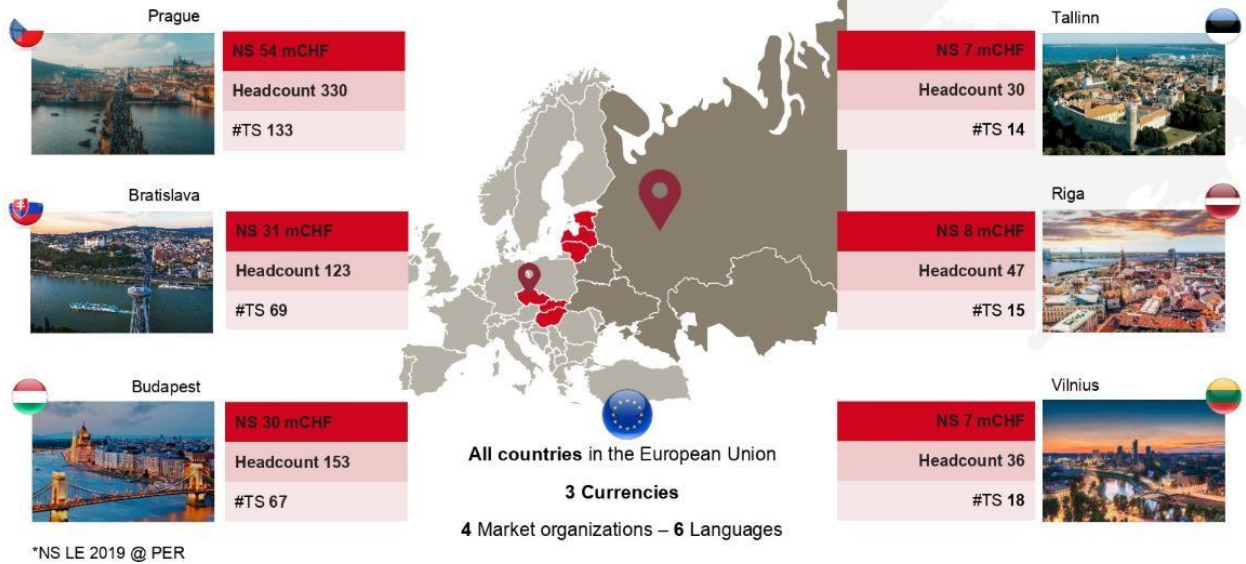 Prague
NS 54 mCHF
Headcount 330
#TS 133
Bratislava
NS 31 mCHF
Headcount 123
#TS 69
Budapest
NS 30 mCHF
Headcount 153
#TS 67
*NS LE 2019 @ PER
All countries in the European Union
3 Currencies
4 Market organizations – 6 Languages
Tallinn
NS 7 mCHF
Headcount 30
#TS 14
Riga
NS 8 mCHF
Headcount 47
#TS 15
Vilnius
NS 7 mCHF
Headcount 36
#TS 18